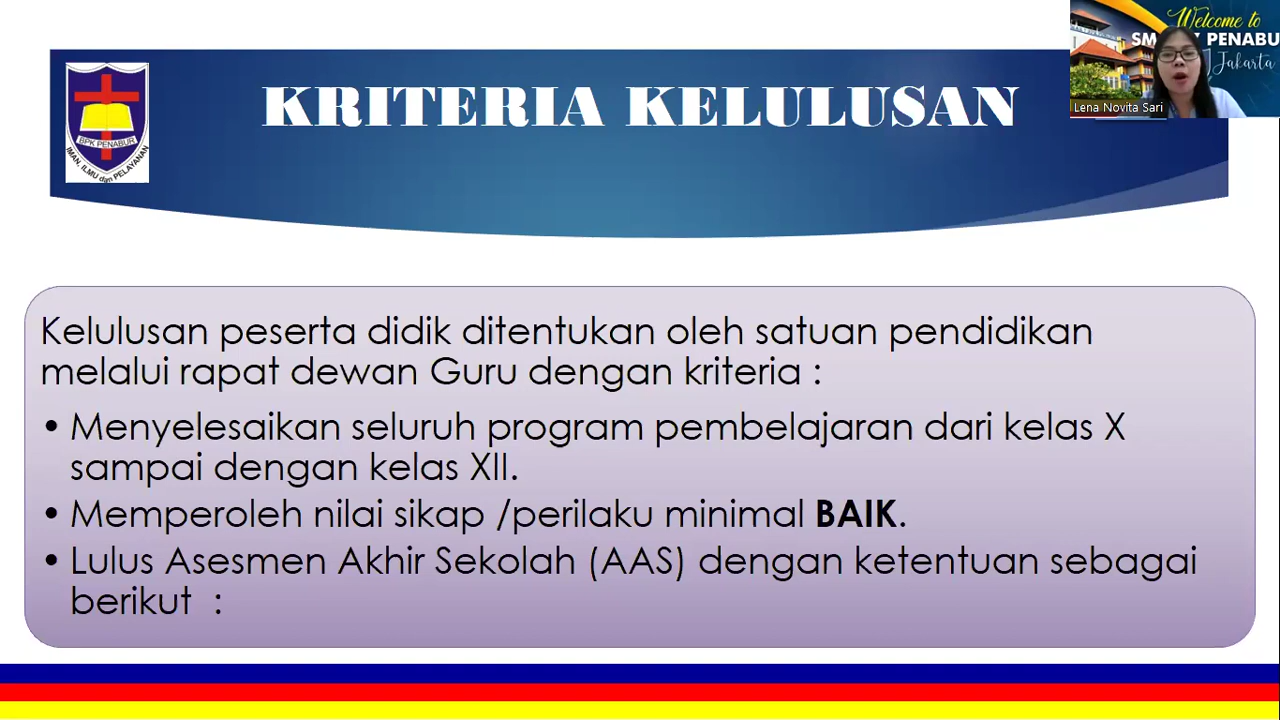 Welcome to
PENABU
Jakarta
Lena Novita Sari
BPK PENABUR
IMAN, ILMU dan PELAYANAN
KRITERIA KELULUSAN
Kelulusan peserta didik ditentukan oleh satuan pendidikan
melalui rapat dewan Guru dengan kriteria :
• Menyelesaikan seluruh program pembelajaran dari kelas X
sampai dengan kelas XII.
• Memperoleh nilai sikap /perilaku minimal BAIK.
• Lulus Asesmen Akhir Sekolah (AAS) dengan ketentuan sebagai
berikut :